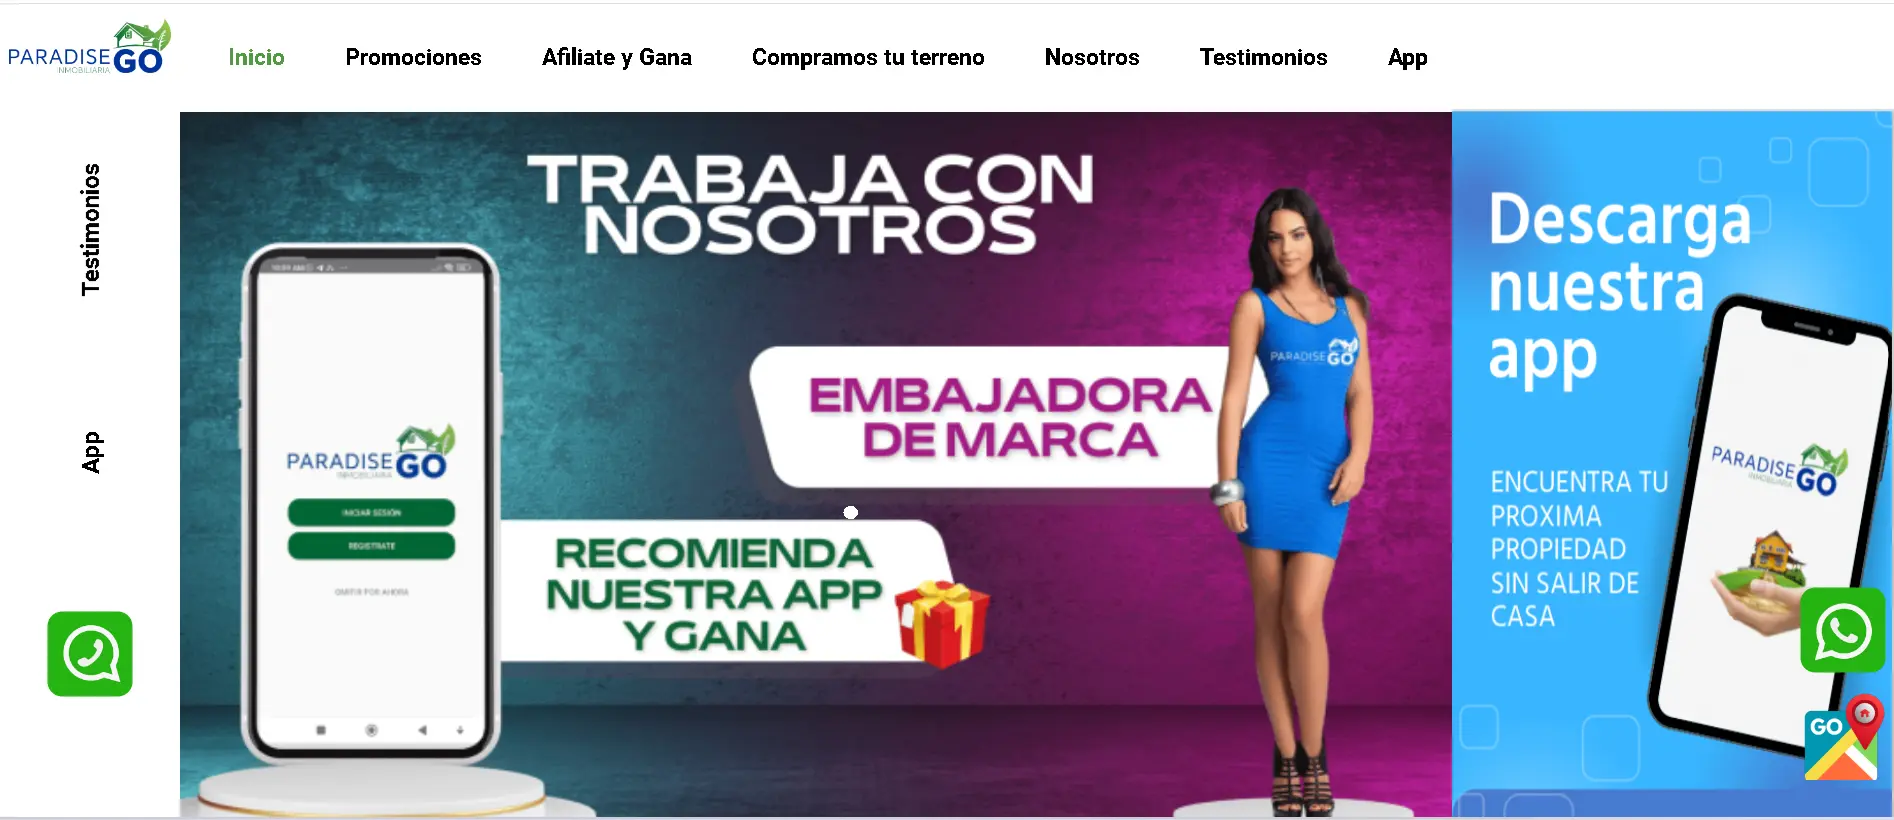 PARADISE GO
INMOBILIARIA
Inicio
Promociones
Afiliate y Gana
Compramos tu terreno
Nosotros
Testimonios
App
Testimonios
App
TRABAJA CON
NOSOTROS
PARADISE GO
INMOBILIARIA
INICIAR SESIÓN
REGISTRATE
OMITIR POR AHORA
EMBAJADORA
DE MARCA
PARADISE GO
RECOMIENDA
NUESTRA APP
Y GANA
Descarga
nuestra
app
ENCUENTRA TU
PROXIMA
PROPIEDAD
SIN SALIR DE
CASA
PARADISE GO
INMOBILIARIA
GO